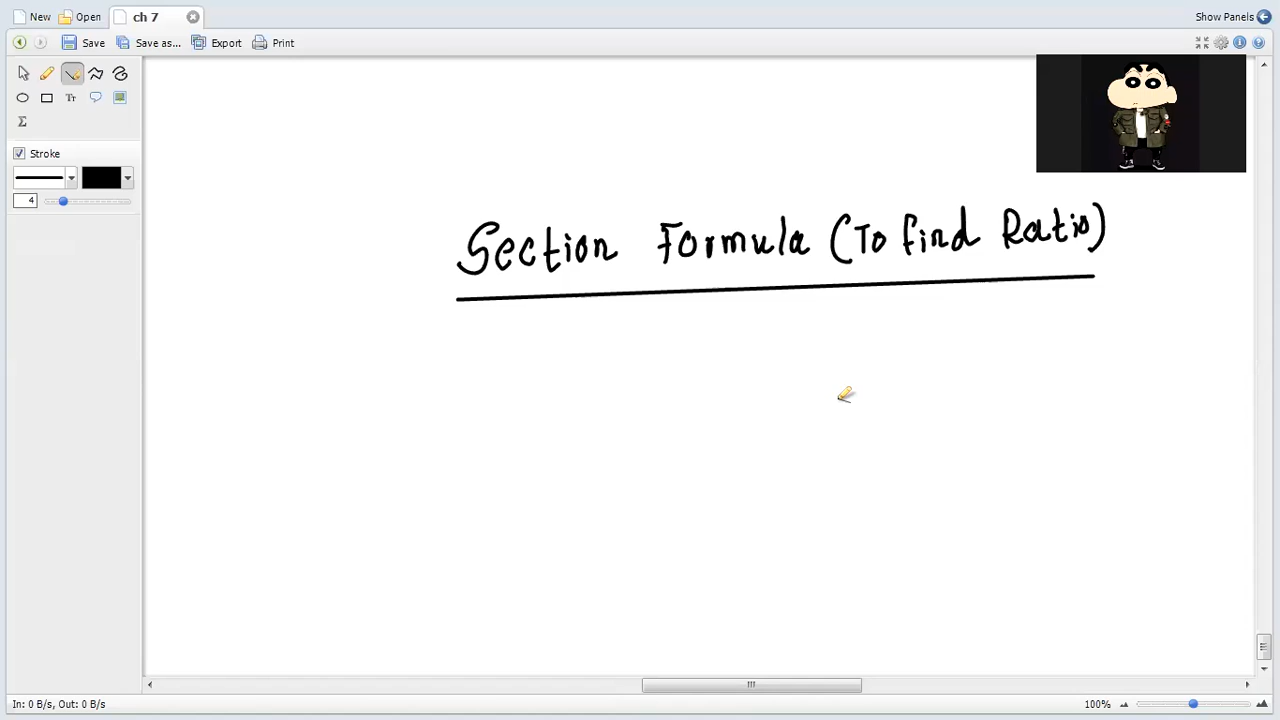 New Open ch 7 Show Panels
Save Save as... Export Print
Tт
Σ
Stroke
4
Section Formula (To find Ratio)
In: 0 B/s, Out: 0 B/s 100%